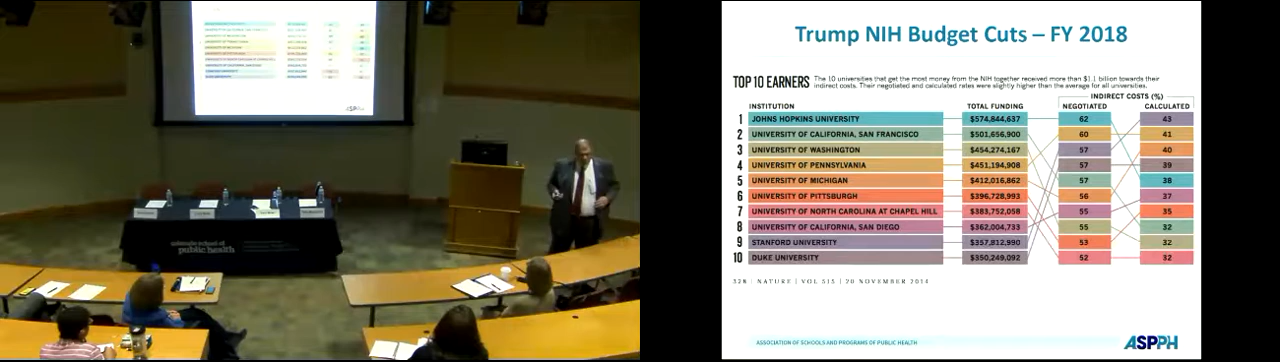 colorado school of
public health
Trump NIH Budget Cuts – FY 2018
TOP 10 EARNERS The 10 universities that get the most money from the NIH together received more than $1.1 billion towards their
indirect costs. Their negotiated and calculated rates were slightly higher than the average for all universities.
INDIRECT COSTS (%)
INSTITUTION TOTAL FUNDING NEGOTIATED CALCULATED
1 JOHNS HOPKINS UNIVERSITY $574,844,637 62 43
2 UNIVERSITY OF CALIFORNIA, SAN FRANCISCO $501,656,900 60 41
3 UNIVERSITY OF WASHINGTON $454,274,167 57 40
4 UNIVERSITY OF PENNSYLVANIA $451,194,908 57 39
5 UNIVERSITY OF MICHIGAN $412,016,862 57 38
6 UNIVERSITY OF PITTSBURGH $396,728,993 56 37
7 UNIVERSITY OF NORTH CAROLINA AT CHAPEL HILL $383,752,058 55 35
8 UNIVERSITY OF CALIFORNIA, SAN DIEGO $362,004,733 55 32
9 STANFORD UNIVERSITY $357,812,990 53 32
10 DUKE UNIVERSITY $350,249,092 52 32
328 | NATURE | VOL 515 | 20 NOVEMBER 2014
ASSOCIATION OF SCHOOLS AND PROGRAMS OF PUBLIC HEALTH
ASPPH